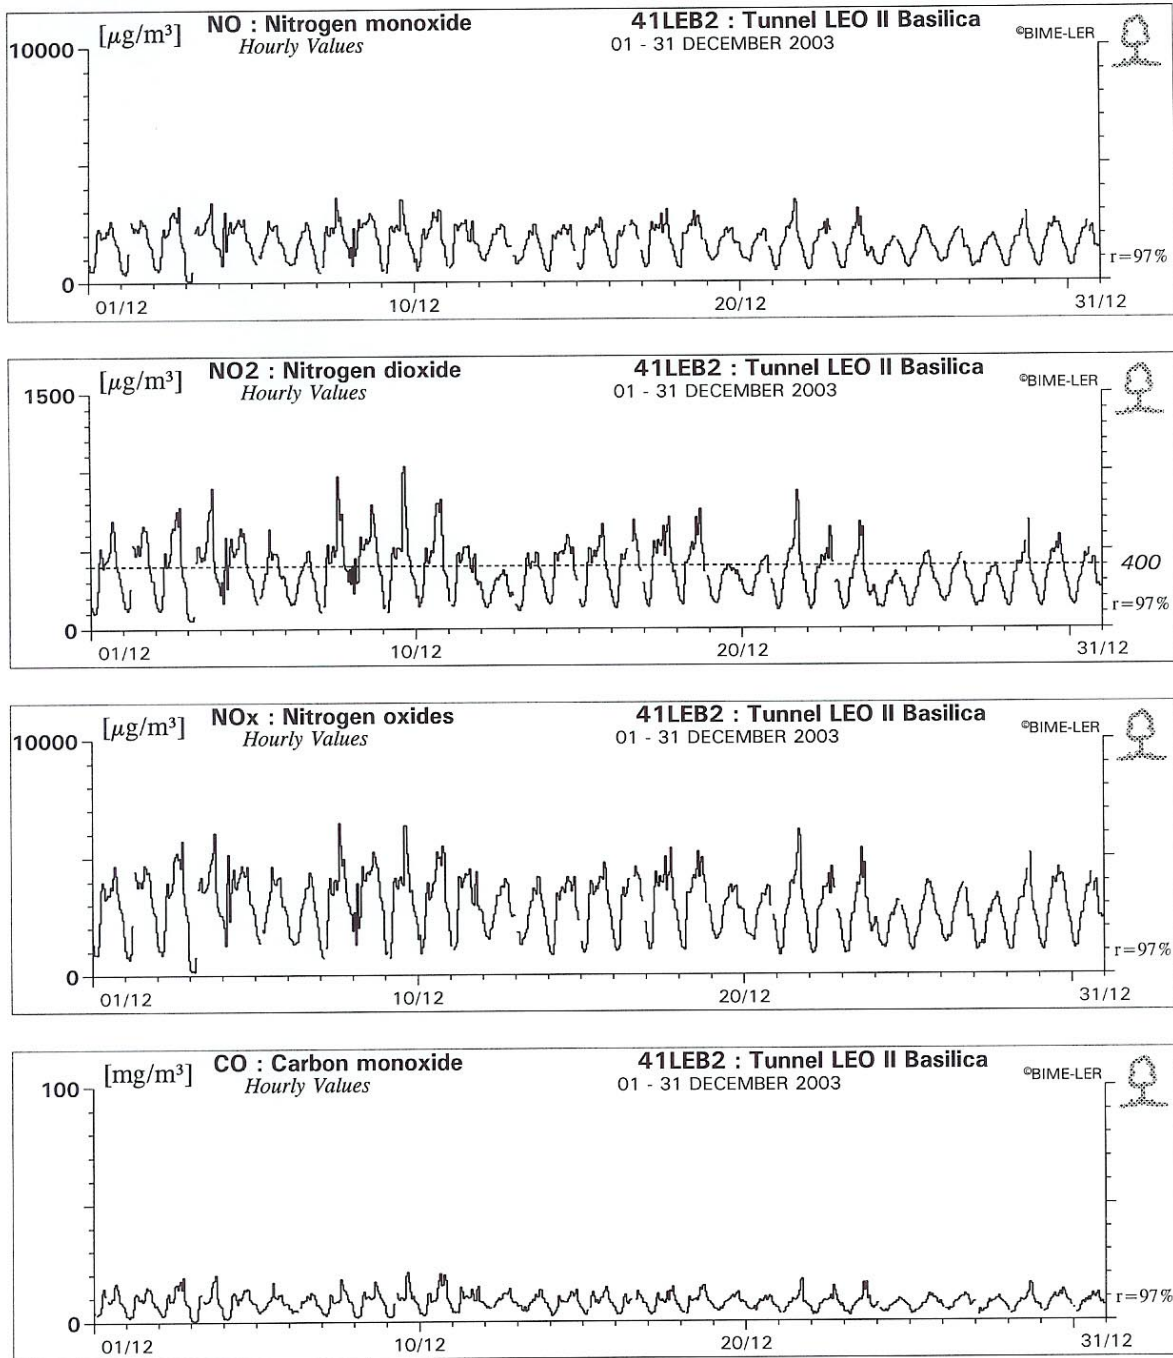 [μg/m³] NO : Nitrogen monoxide 41LEB2 : Tunnel LEO II Basilica
Hourly Values 01 - 31 DECEMBER 2003 ©BIME-LER
10000
r=97%
0
01/12 10/12 20/12 31/12
[μg/m³] NO2 : Nitrogen dioxide 41LEB2 : Tunnel LEO II Basilica
Hourly Values 01 - 31 DECEMBER 2003 ©BIME-LER
1500
400
r=97%
0
01/12 10/12 20/12 31/12
[μg/m³] NOx : Nitrogen oxides 41LEB2 : Tunnel LEO II Basilica
Hourly Values 01 - 31 DECEMBER 2003 ©BIME-LER
10000
r=97%
0
01/12 10/12 20/12 31/12
[mg/m³] CO : Carbon monoxide 41LEB2 : Tunnel LEO II Basilica
Hourly Values 01 - 31 DECEMBER 2003 ©BIME-LER
100
r=97%
0
01/12 10/12 20/12 31/12